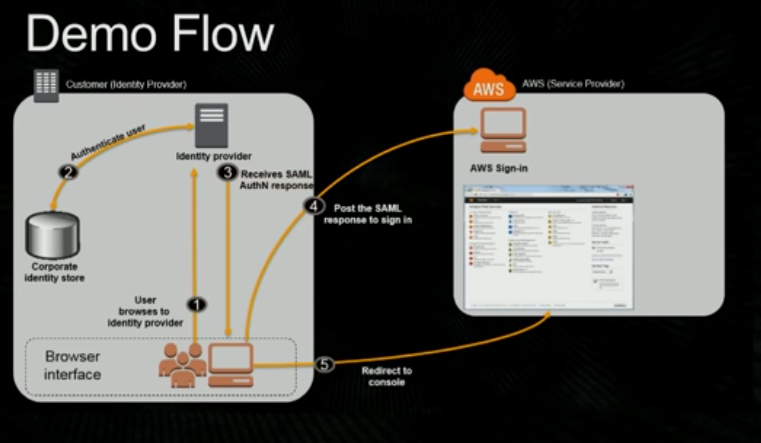 Demo Flow
Customer (Identity Provider)
AWS
AWS (Service Provider)
Authenticate user
2
Identity provider
3
Receives SAML
AuthN response
AWS Sign-in
4
Post the SAML
response to sign in
Corporate
identity store
1
User
browses to
identity provider
Browser
interface
5
Redirect to
console